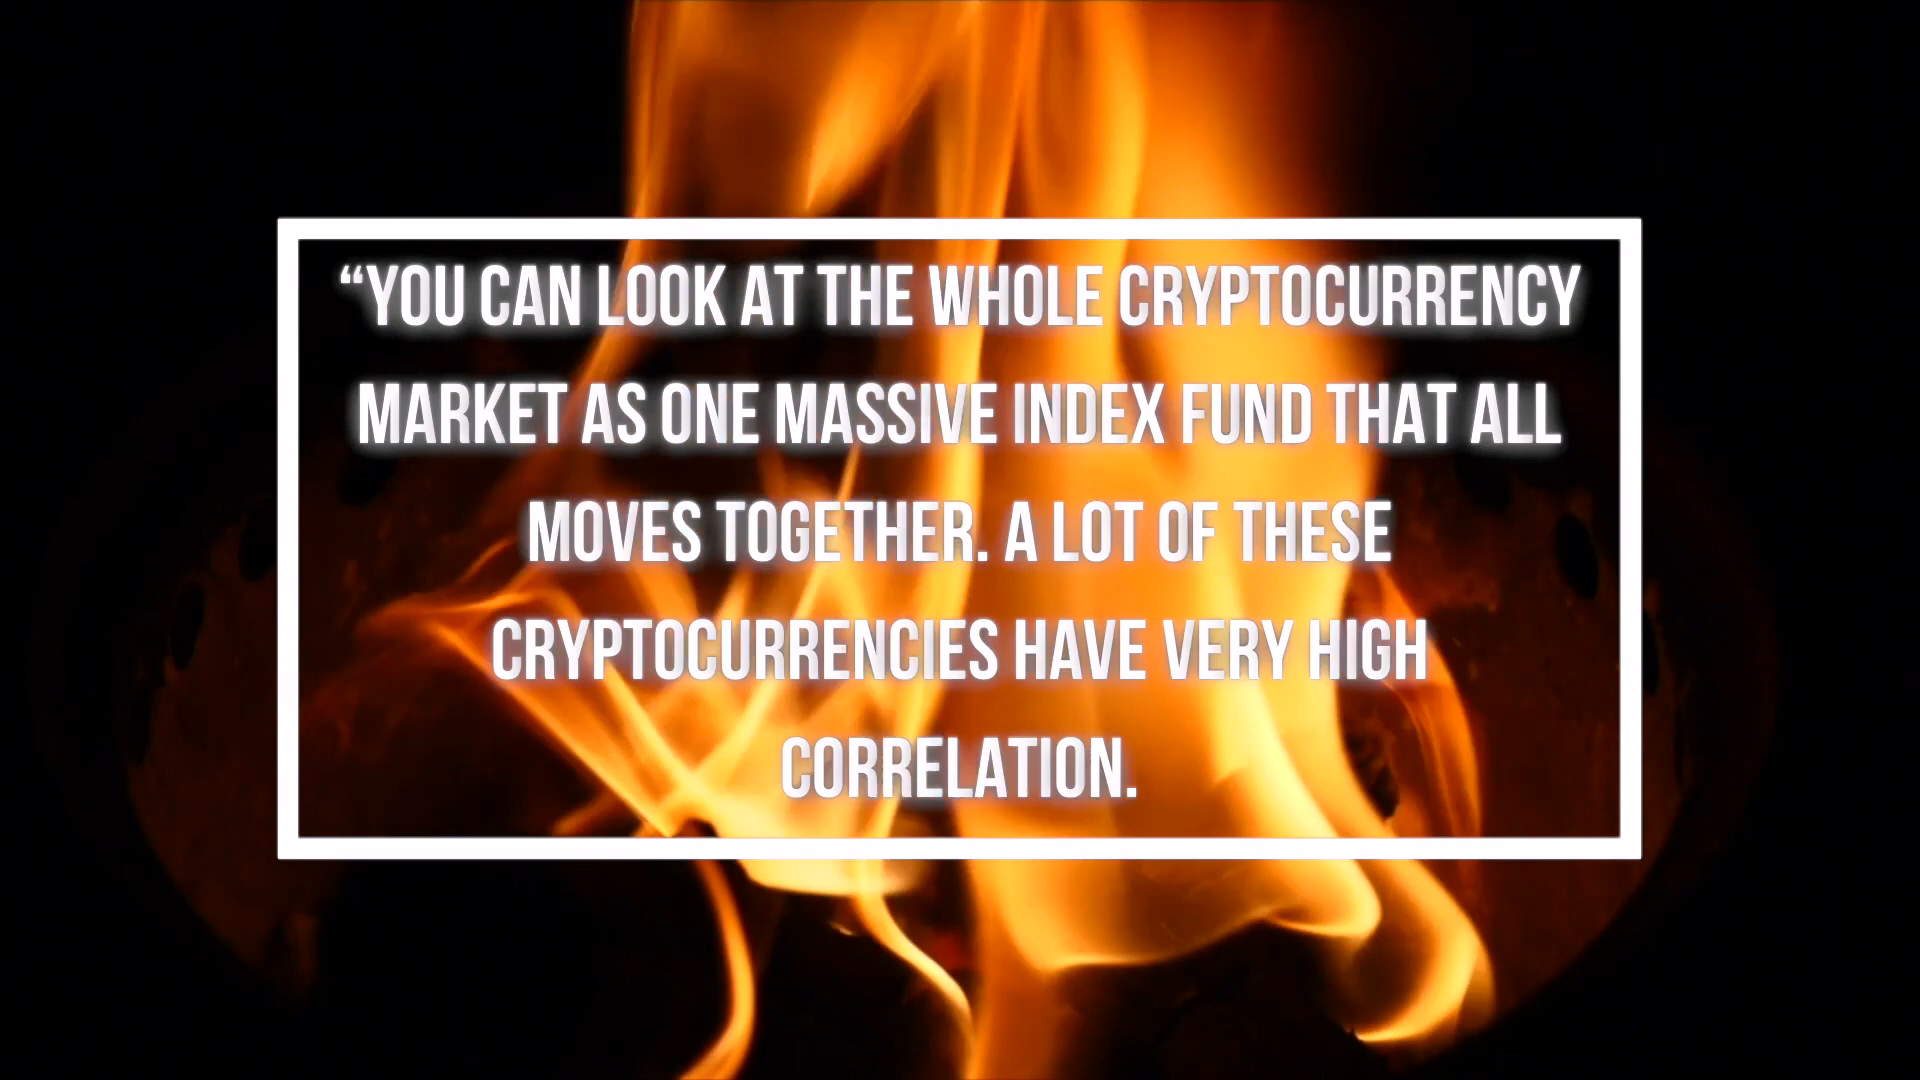 “YOU CAN LOOK AT THE WHOLE CRYPTOCURRENCY
MARKET AS ONE MASSIVE INDEX FUND THAT ALL
MOVES TOGETHER. A LOT OF THESE
CRYPTOCURRENCIES HAVE VERY HIGH
CORRELATION.